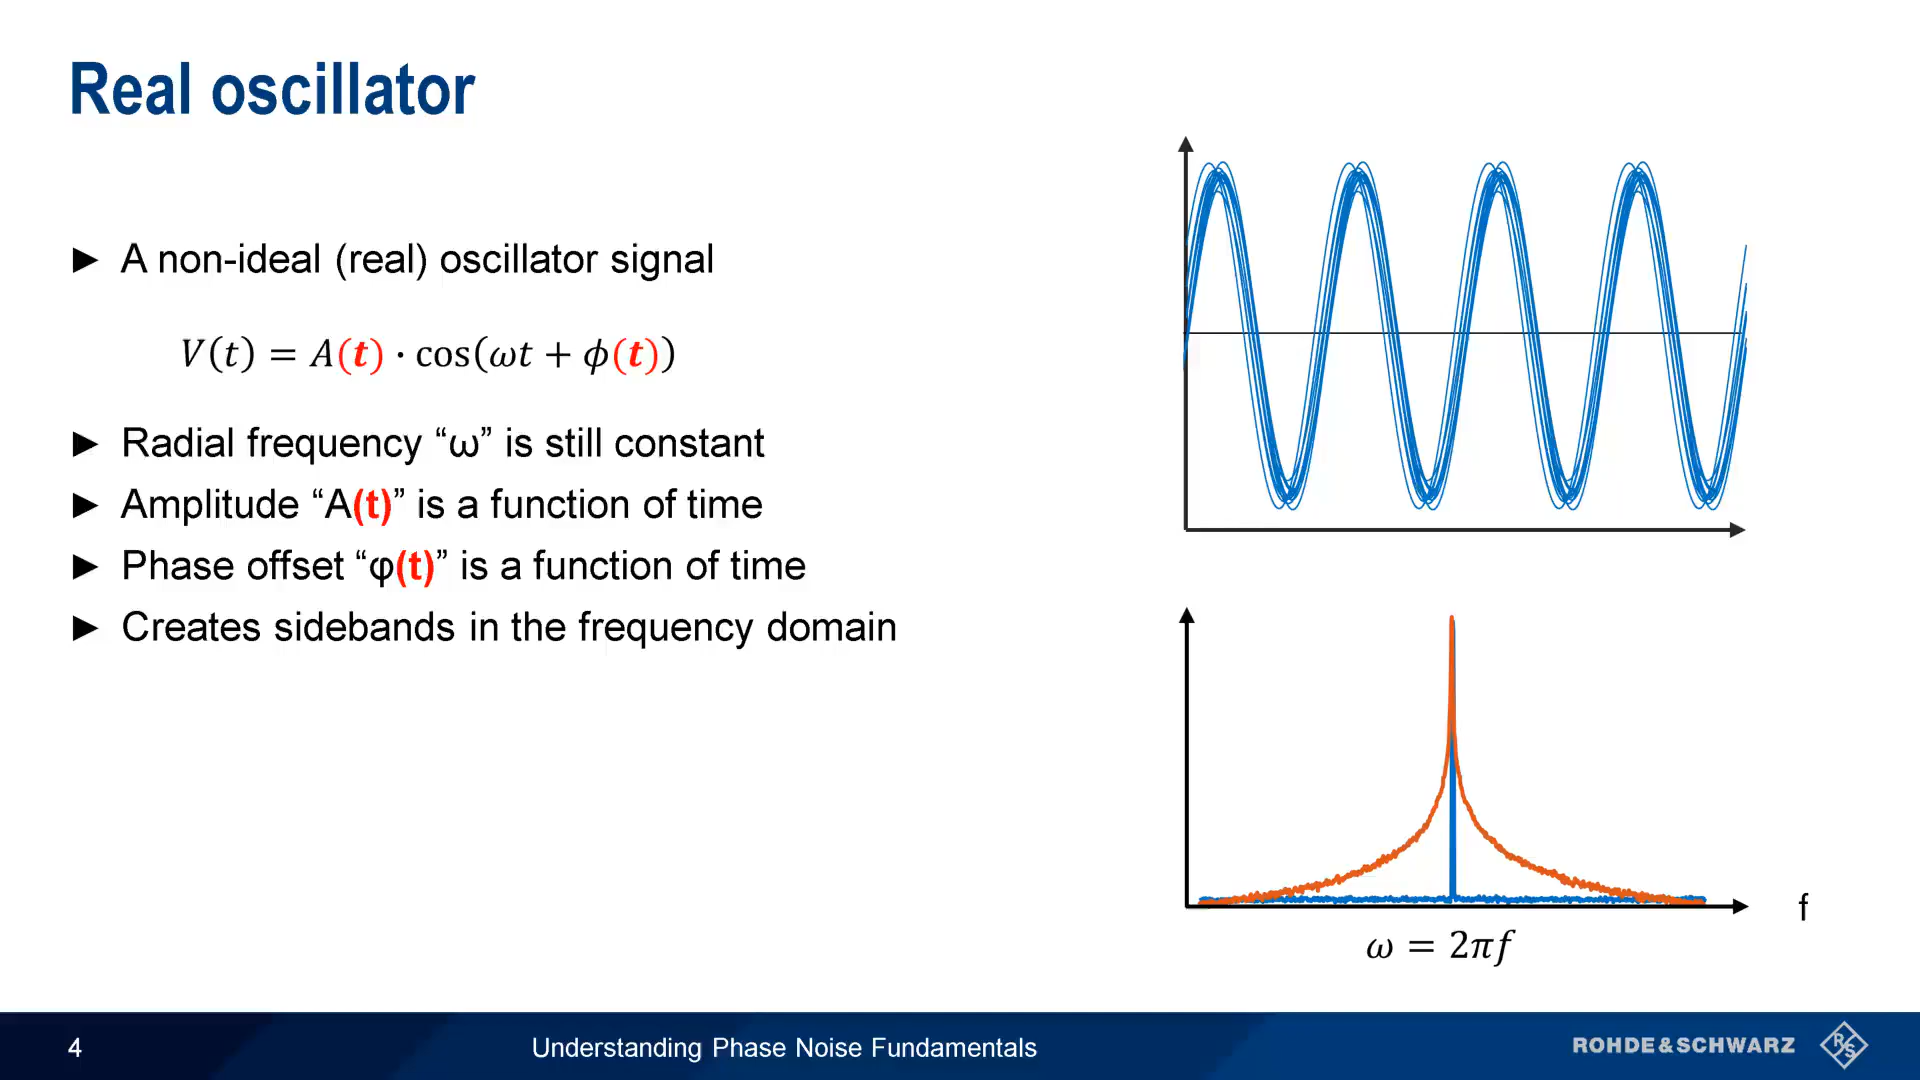 Real oscillator
► A non-ideal (real) oscillator signal
V(t) = A(t) · cos(ωt + ϕ(t))
► Radial frequency “ω” is still constant
► Amplitude “A(t)” is a function of time
► Phase offset “φ(t)” is a function of time
► Creates sidebands in the frequency domain
f
ω = 2πf
4
Understanding Phase Noise Fundamentals
ROHDE&SCHWARZ
R&S